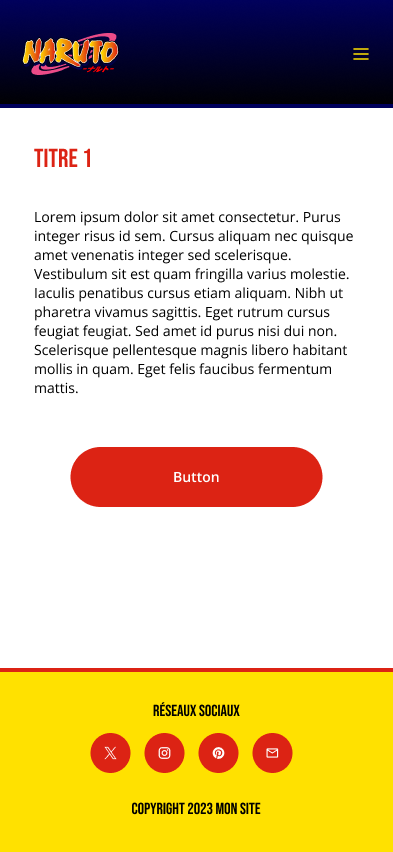 NARUTO
ナルト
TITRE 1
Lorem ipsum dolor sit amet consectetur. Purus
integer risus id sem. Cursus aliquam nec quisque
amet venenatis integer sed scelerisque.
Vestibulum sit est quam fringilla varius molestie.
Iaculis penatibus cursus etiam aliquam. Nibh ut
pharetra vivamus sagittis. Eget rutrum cursus
feugiat feugiat. Sed amet id purus nisi dui non.
Scelerisque pellentesque magnis libero habitant
mollis in quam. Eget felis faucibus fermentum
mattis.
Button
RÉSEAUX SOCIAUX
COPYRIGHT 2023 MON SITE